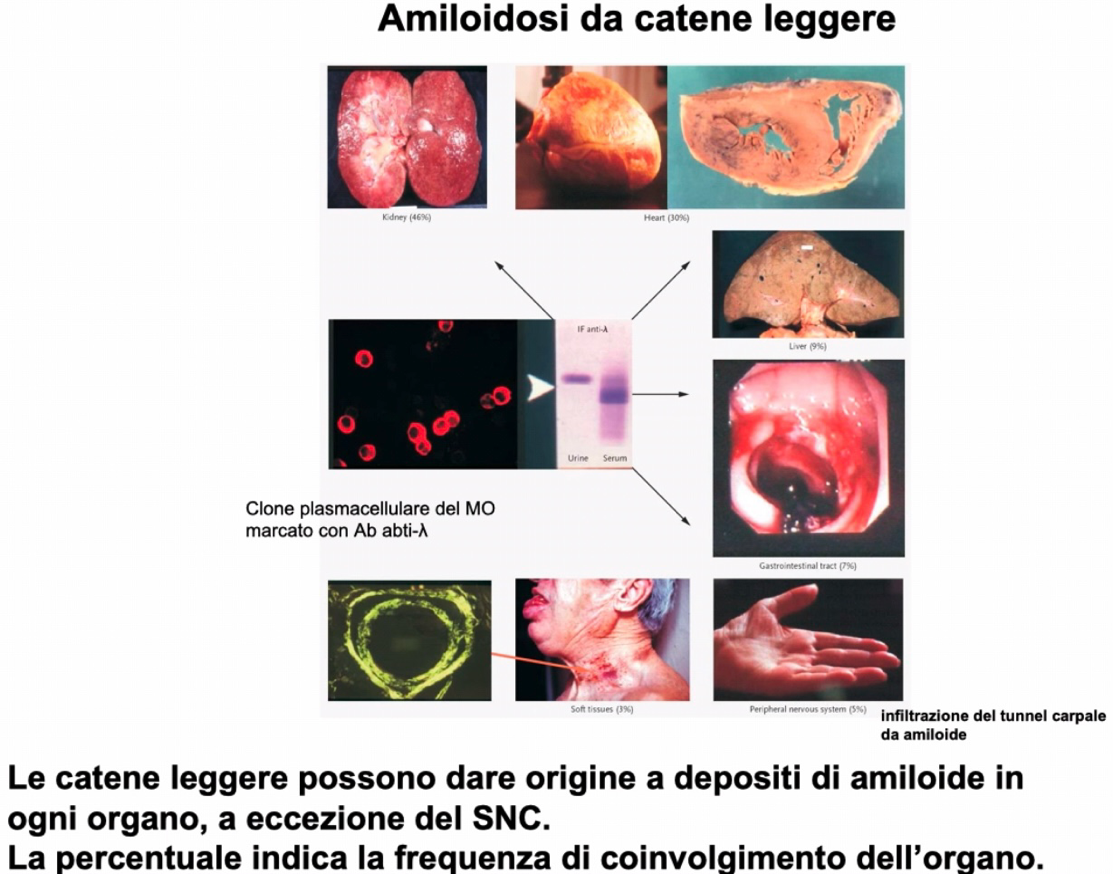 Amiloidosi da catene leggere
Kidney (46%)
Heart (30%)
Liver (9%)
IF anti-λ
Urine Serum
Clone plasmacellulare del MO
marcato con Ab abti-λ
Gastrointestinal tract (7%)
Soft tissues (3%)
Peripheral nervous system (5%)
infiltrazione del tunnel carpale
da amiloide
Le catene leggere possono dare origine a depositi di amiloide in
ogni organo, a eccezione del SNC.
La percentuale indica la frequenza di coinvolgimento dell’organo.